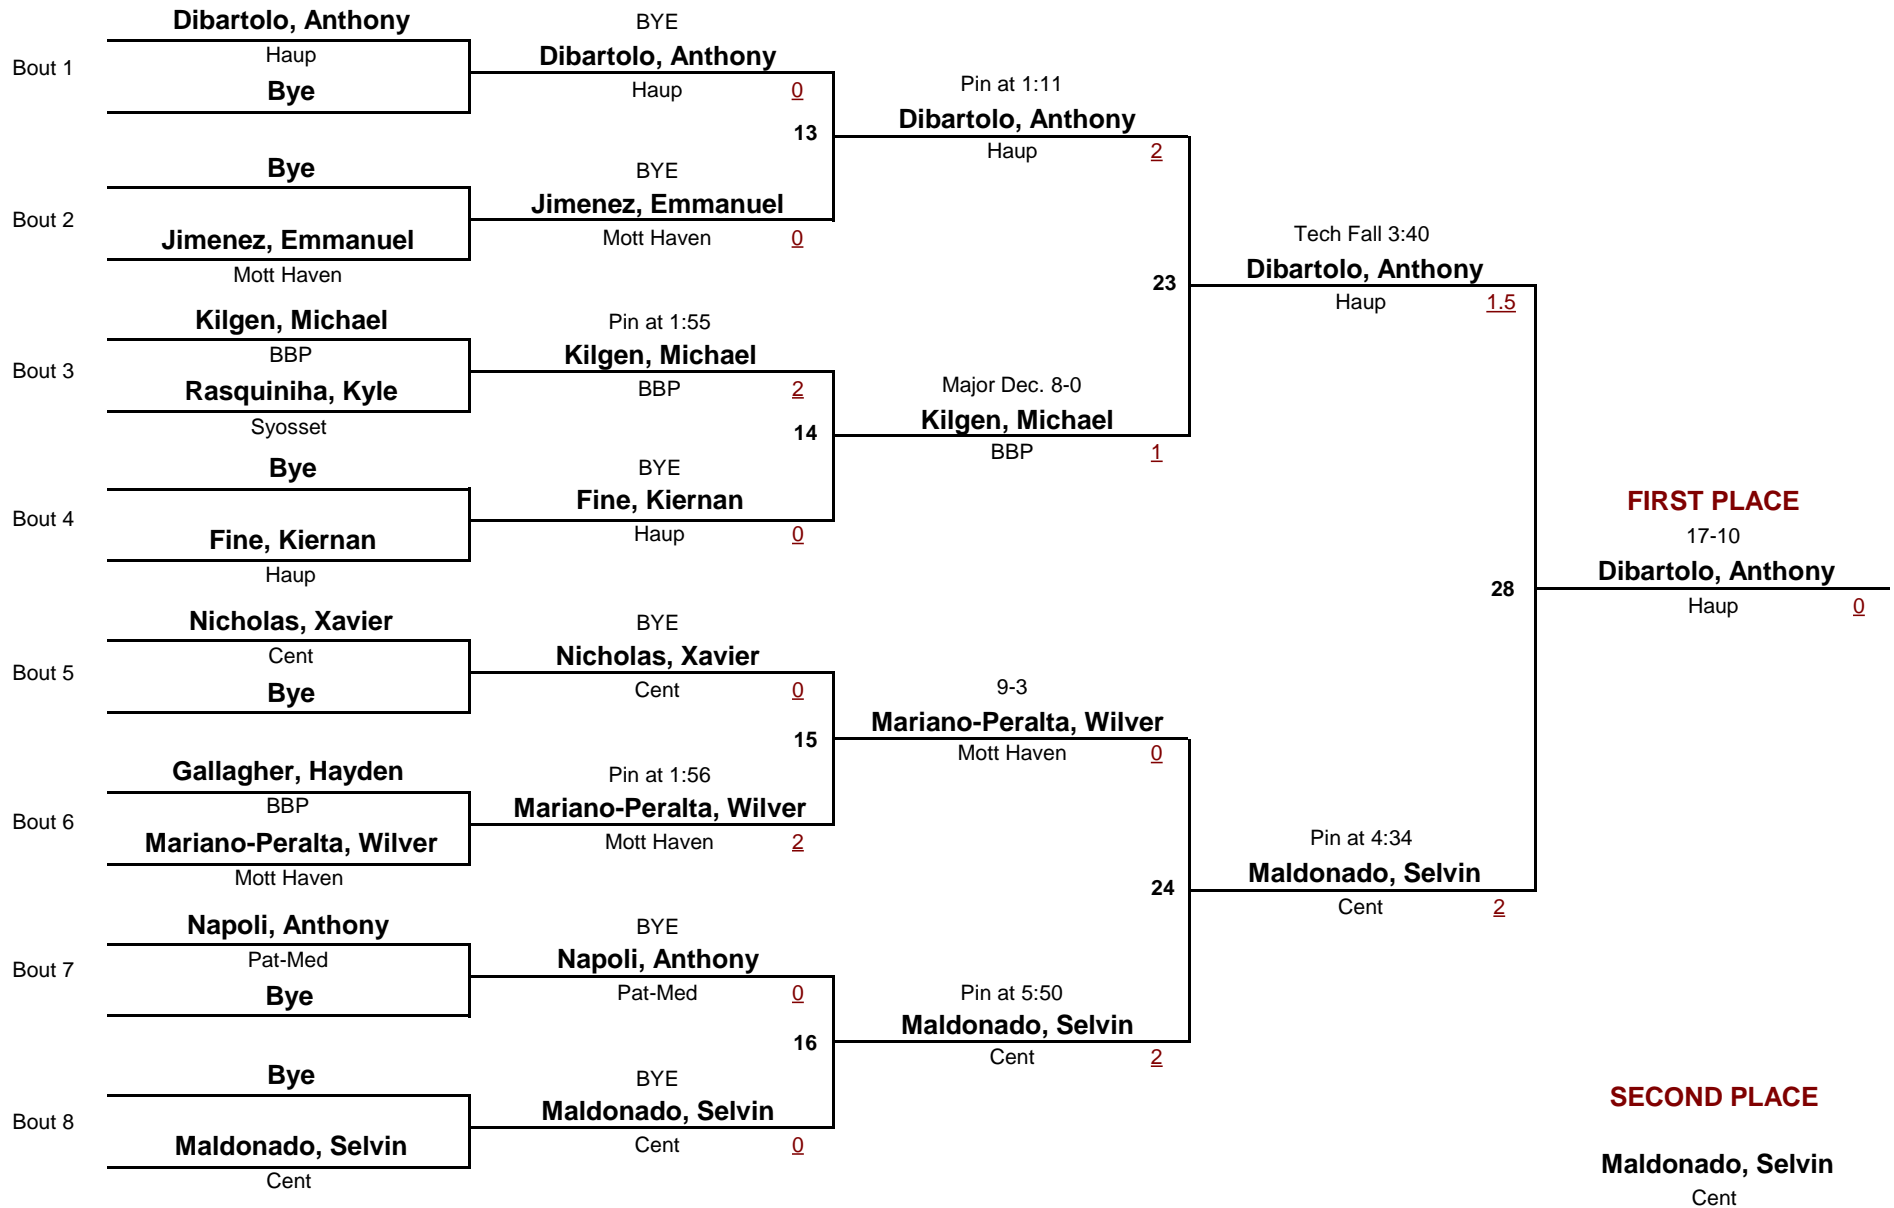 Dibartolo, Anthony
Bout 1
Haup
Bye
Bye
Bout 2
Jimenez, Emmanuel
Mott Haven
Kilgen, Michael
Bout 3
BBP
Rasquiniha, Kyle
Syosset
Bye
Bout 4
Fine, Kiernan
Haup
Nicholas, Xavier
Bout 5
Cent
Bye
Gallagher, Hayden
Bout 6
BBP
Mariano-Peralta, Wilver
Mott Haven
Napoli, Anthony
Bout 7
Pat-Med
Bye
Bye
Bout 8
Maldonado, Selvin
Cent
BYE
Dibartolo, Anthony
Haup 0
13
BYE
Jimenez, Emmanuel
Mott Haven 0
Pin at 1:55
Kilgen, Michael
BBP 2
14
BYE
Fine, Kiernan
Haup 0
BYE
Nicholas, Xavier
Cent 0
15
Pin at 1:56
Mariano-Peralta, Wilver
Mott Haven 2
BYE
Napoli, Anthony
Pat-Med 0
16
BYE
Maldonado, Selvin
Cent 0
Pin at 1:11
Dibartolo, Anthony
Haup 2
23
Major Dec. 8-0
Kilgen, Michael
BBP 1
9-3
Mariano-Peralta, Wilver
Mott Haven 0
24
Pin at 5:50
Maldonado, Selvin
Cent 2
Tech Fall 3:40
Dibartolo, Anthony
Haup 1.5
28
Pin at 4:34
Maldonado, Selvin
Cent 2
FIRST PLACE
17-10
Dibartolo, Anthony
Haup 0
SECOND PLACE
Maldonado, Selvin
Cent